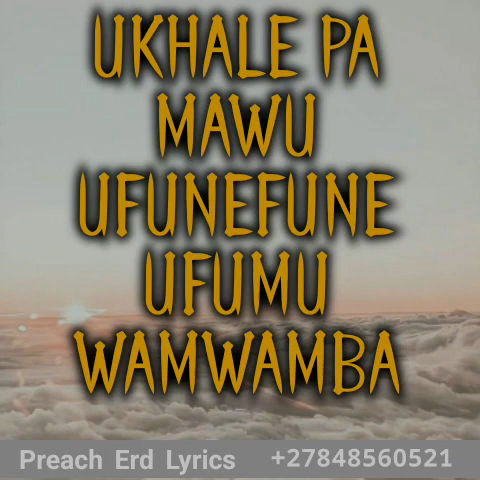 UKHALE PA
MAWU
UFUNEFUNE
UFUMU
WAMWAMBA
Preach Erd Lyrics +27848560521